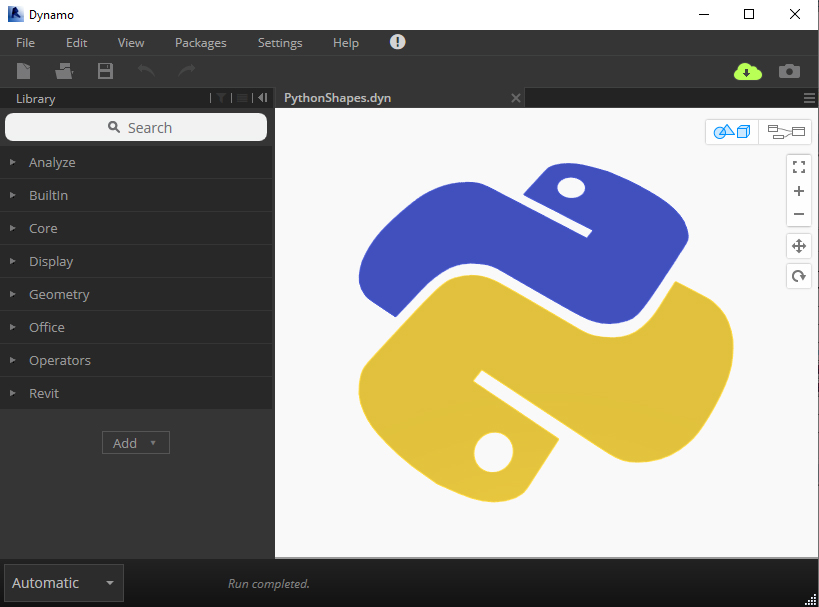 Dynamo
File Edit View Packages Settings Help
Library
PythonShapes.dyn
Search
Analyze
BuiltIn
Core
Display
Geometry
Office
Operators
Revit
Add
Automatic
Run completed.